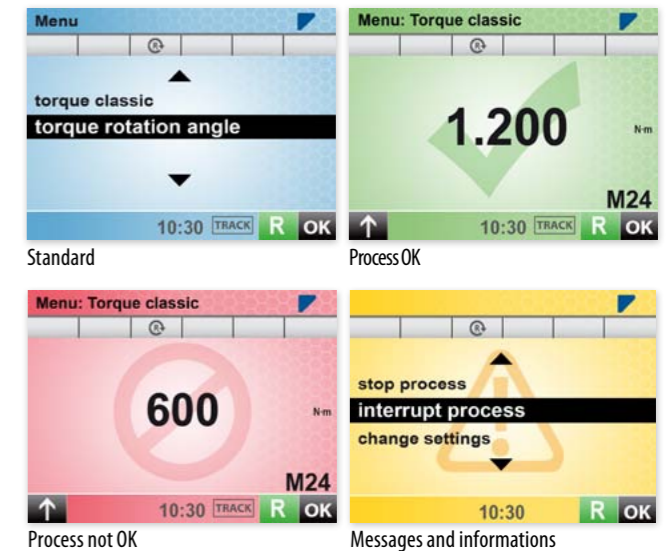 Menu
R
torque classic
torque rotation angle
10:30 TRACK R OK
Standard
Menu: Torque classic
R
1.200 N·m
M24
10:30 TRACK R OK
Process OK
Menu: Torque classic
R
600 N·m
M24
10:30 TRACK R OK
Process not OK
R
stop process
interrupt process
change settings
10:30 R OK
Messages and informations